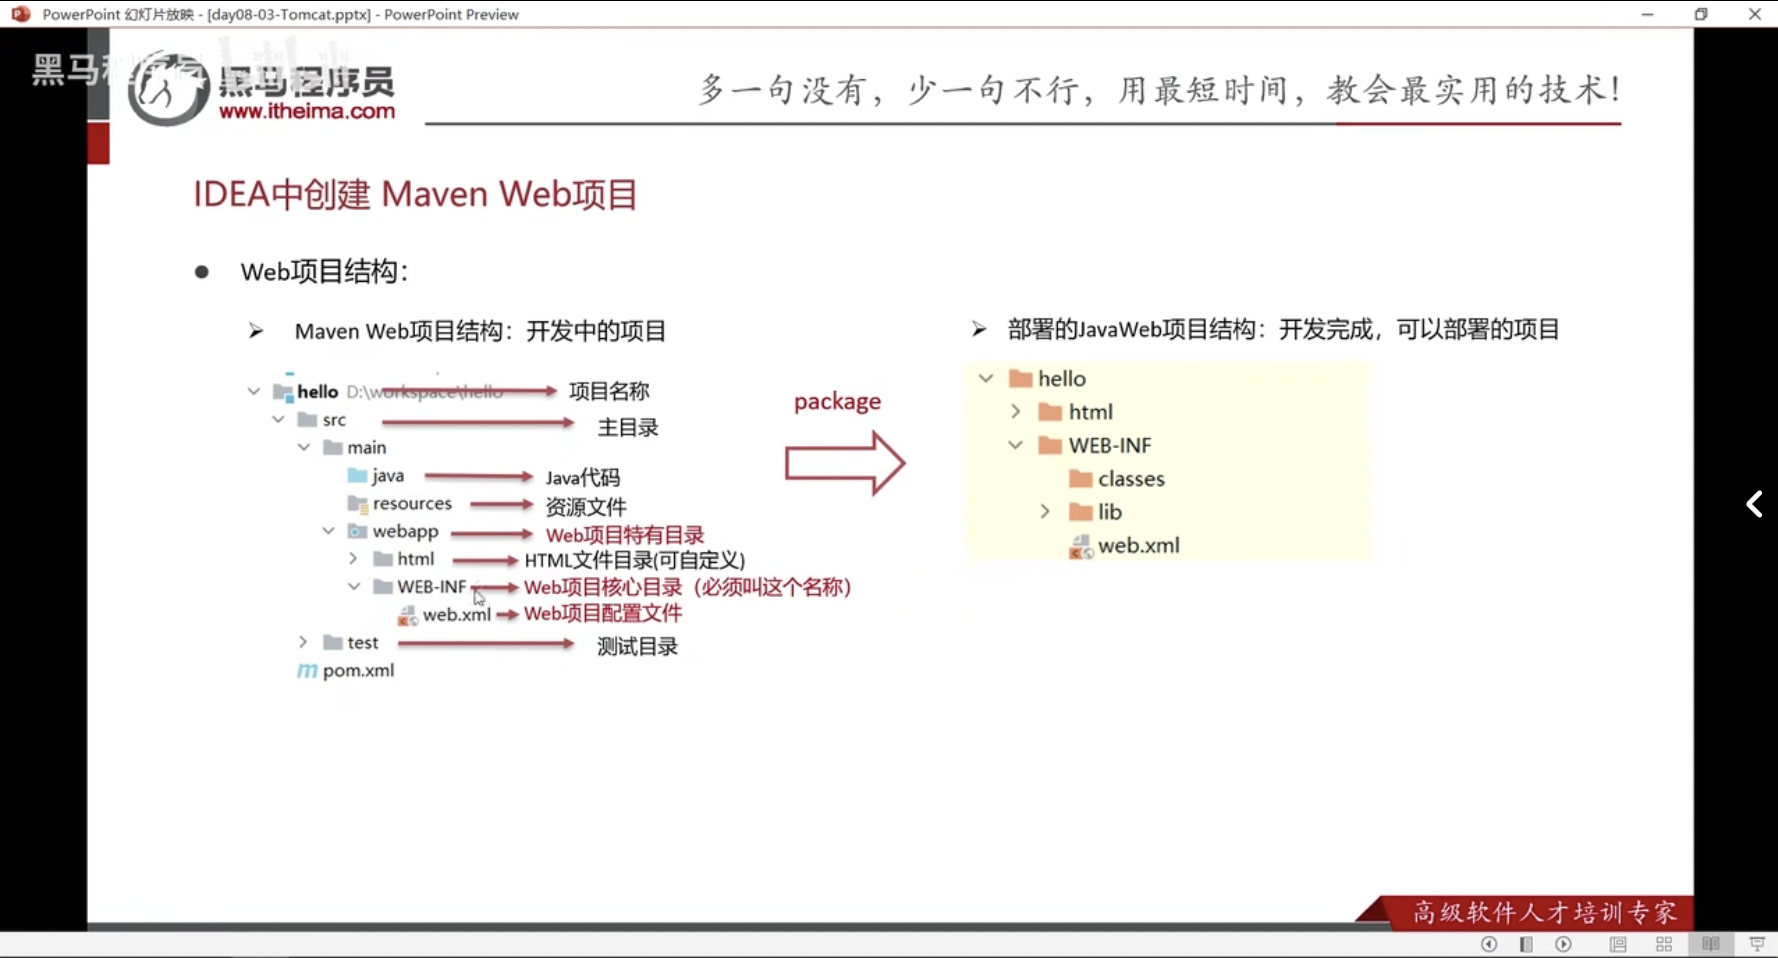 PowerPoint 幻灯片放映 - [day08-03-Tomcat.pptx] - PowerPoint Preview
黑马程序员
www.itheima.com
多一句没有，少一句不行，用最短时间，教会最实用的技术！
IDEA中创建 Maven Web项目
Web项目结构：
Maven Web项目结构：开发中的项目
hello D:\workspace\hello 项目名称
src 主目录
main
java Java代码
resources 资源文件
webapp Web项目特有目录
html HTML文件目录(可自定义)
WEB-INF Web项目核心目录（必须叫这个名称）
web.xml Web项目配置文件
test 测试目录
pom.xml
package
部署的JavaWeb项目结构：开发完成，可以部署的项目
hello
html
WEB-INF
classes
lib
web.xml
高级软件人才培训专家